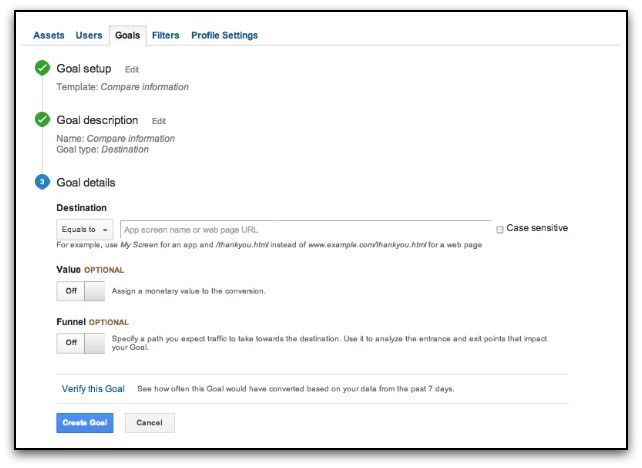 Assets Users Goals Filters Profile Settings
Goal setup Edit
Template: Compare information
Goal description Edit
Name: Compare information
Goal type: Destination
3 Goal details
Destination
Equals to App screen name or web page URL Case sensitive
For example, use My Screen for an app and /thankyou.html instead of www.example.com/thankyou.html for a web page
Value OPTIONAL
Off Assign a monetary value to the conversion.
Funnel OPTIONAL
Off Specify a path you expect traffic to take towards the destination. Use it to analyze the entrance and exit points that impact
your Goal.
Verify this Goal See how often this Goal would have converted based on your data from the past 7 days.
Create Goal Cancel